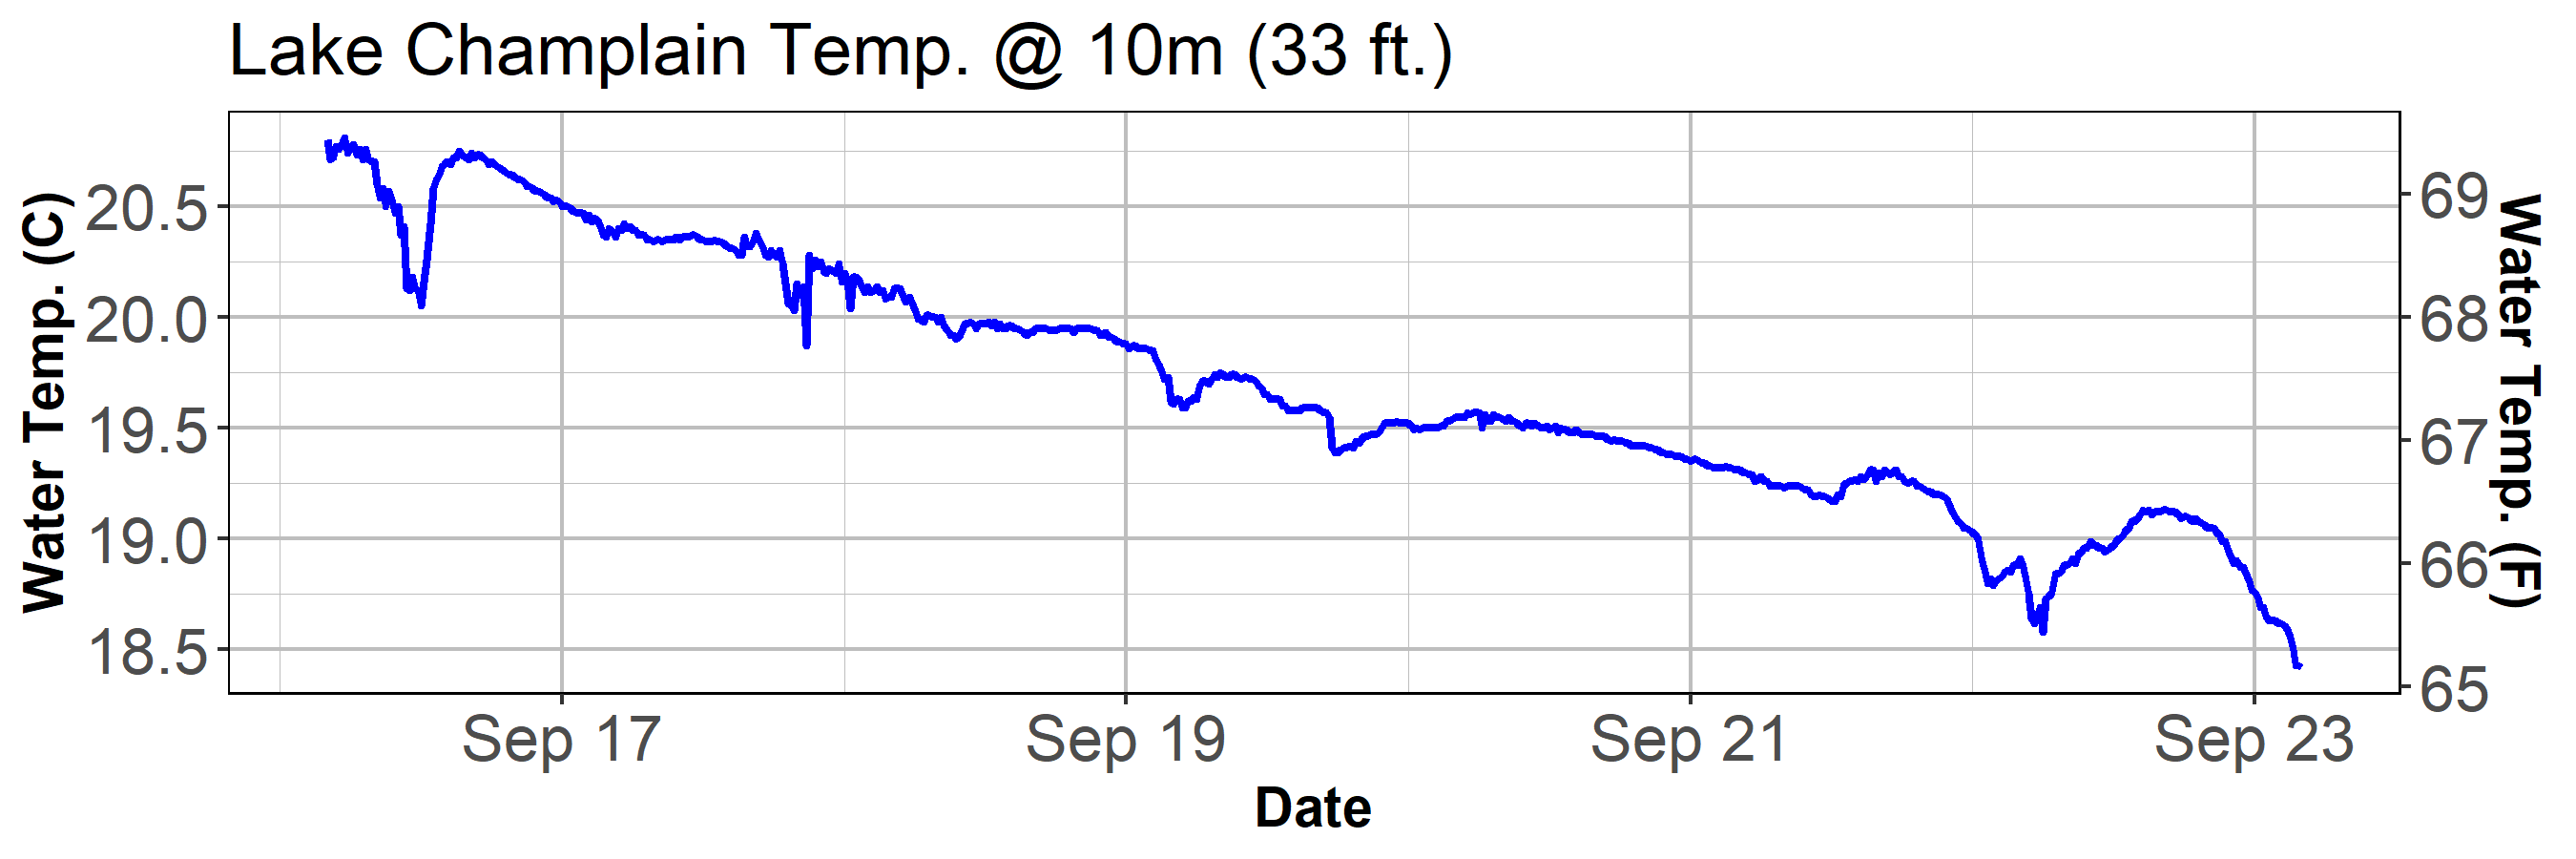 Lake Champlain Temp. @ 10m (33 ft.)
Water Temp. (C)
20.5
20.0
19.5
19.0
18.5
69
68
67
66
65
Water Temp. (F)
Sep 17
Sep 19
Sep 21
Sep 23
Date